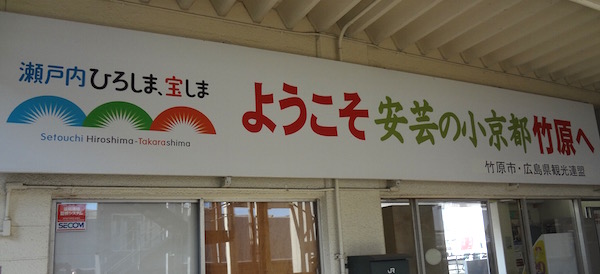 瀬戸内ひろしま、宝しま
Setouchi Hiroshima-Takarashima
ようこそ安芸の小京都竹原へ
竹原市・広島県観光連盟
SECOM
JR